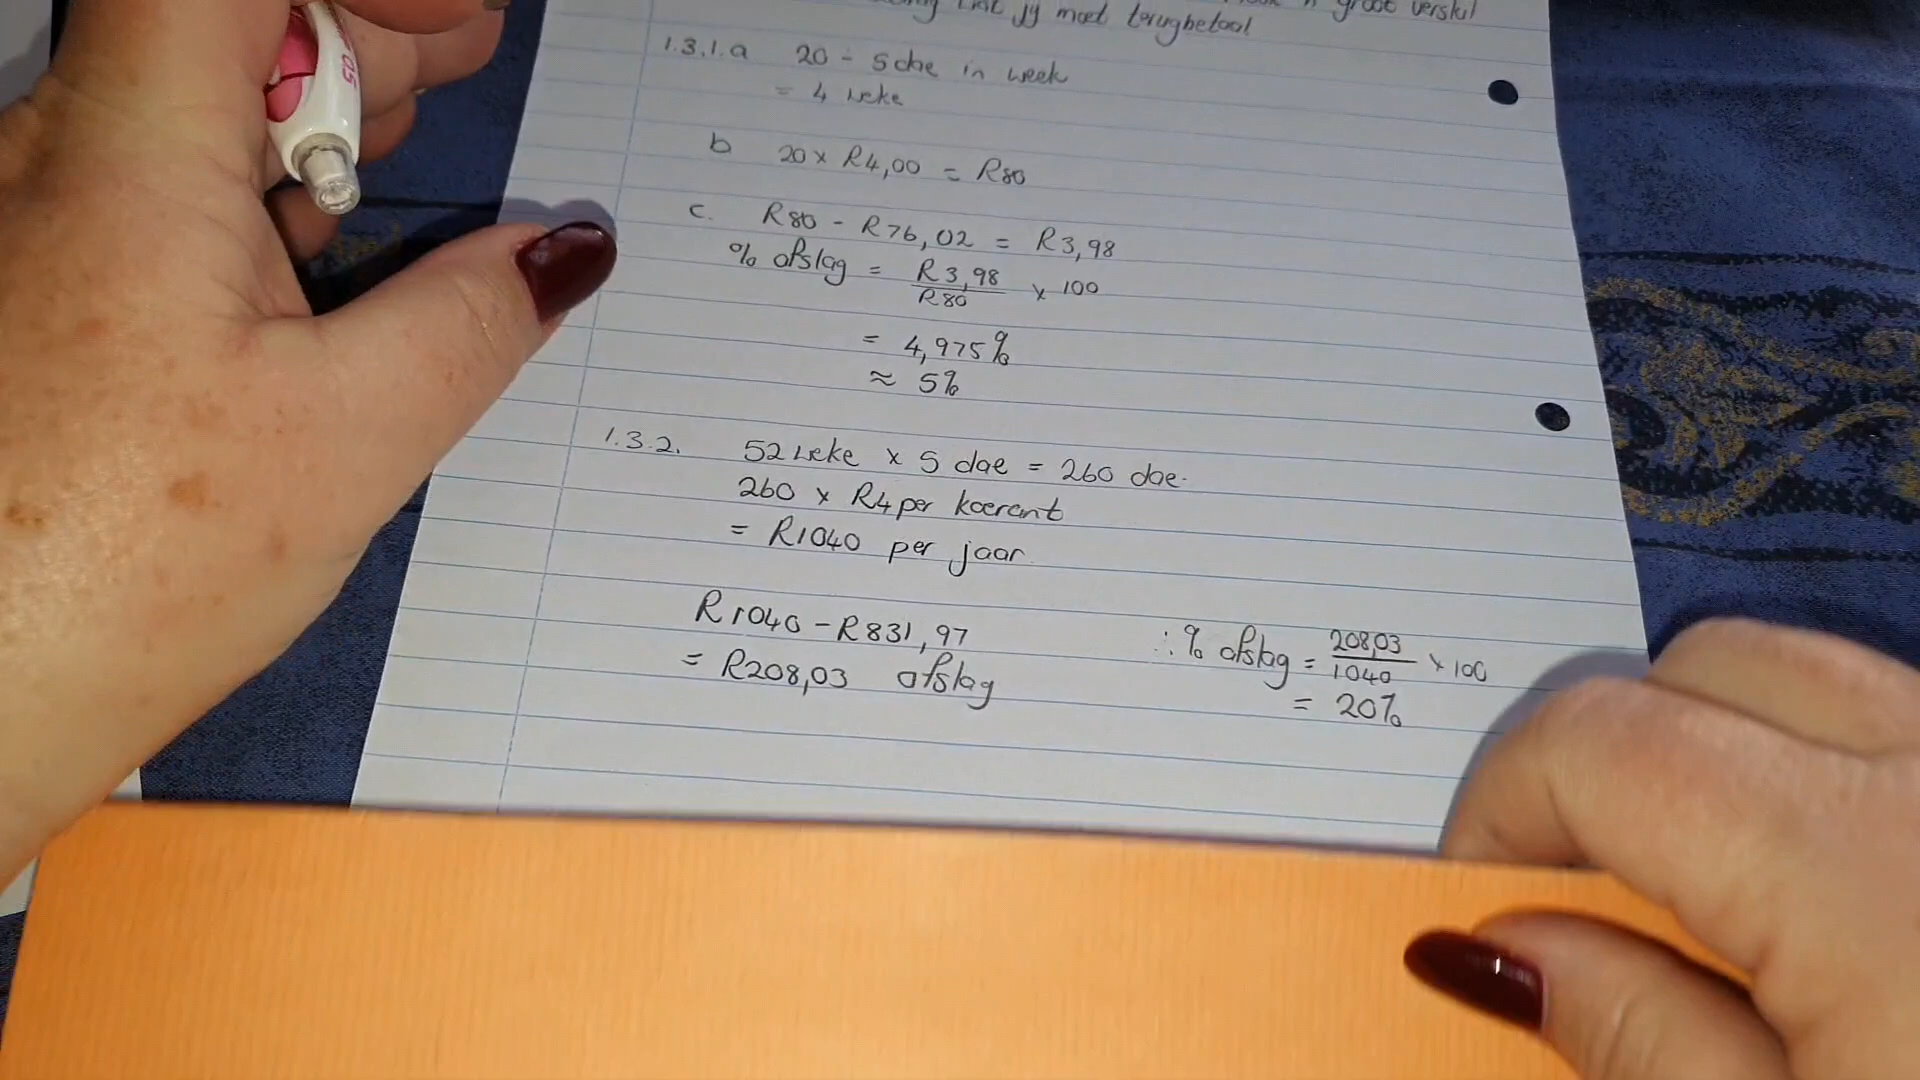 jy moet terugbetaal
groot verskil
1.3.1.a 20 ÷ 5 dae in week
= 4 weke
b 20 x R4,00 = R80
c. R80 - R76,02 = R3,98
% afslag = R3,98 / R80 x 100
= 4,975%
≈ 5%
1.3.2. 52 weke x 5 dae = 260 dae.
260 x R4 per koerant
= R1040 per jaar.
R1040 - R831,97
= R208,03 afslag
∴ % afslag = 208,03 / 1040 x 100
= 20%